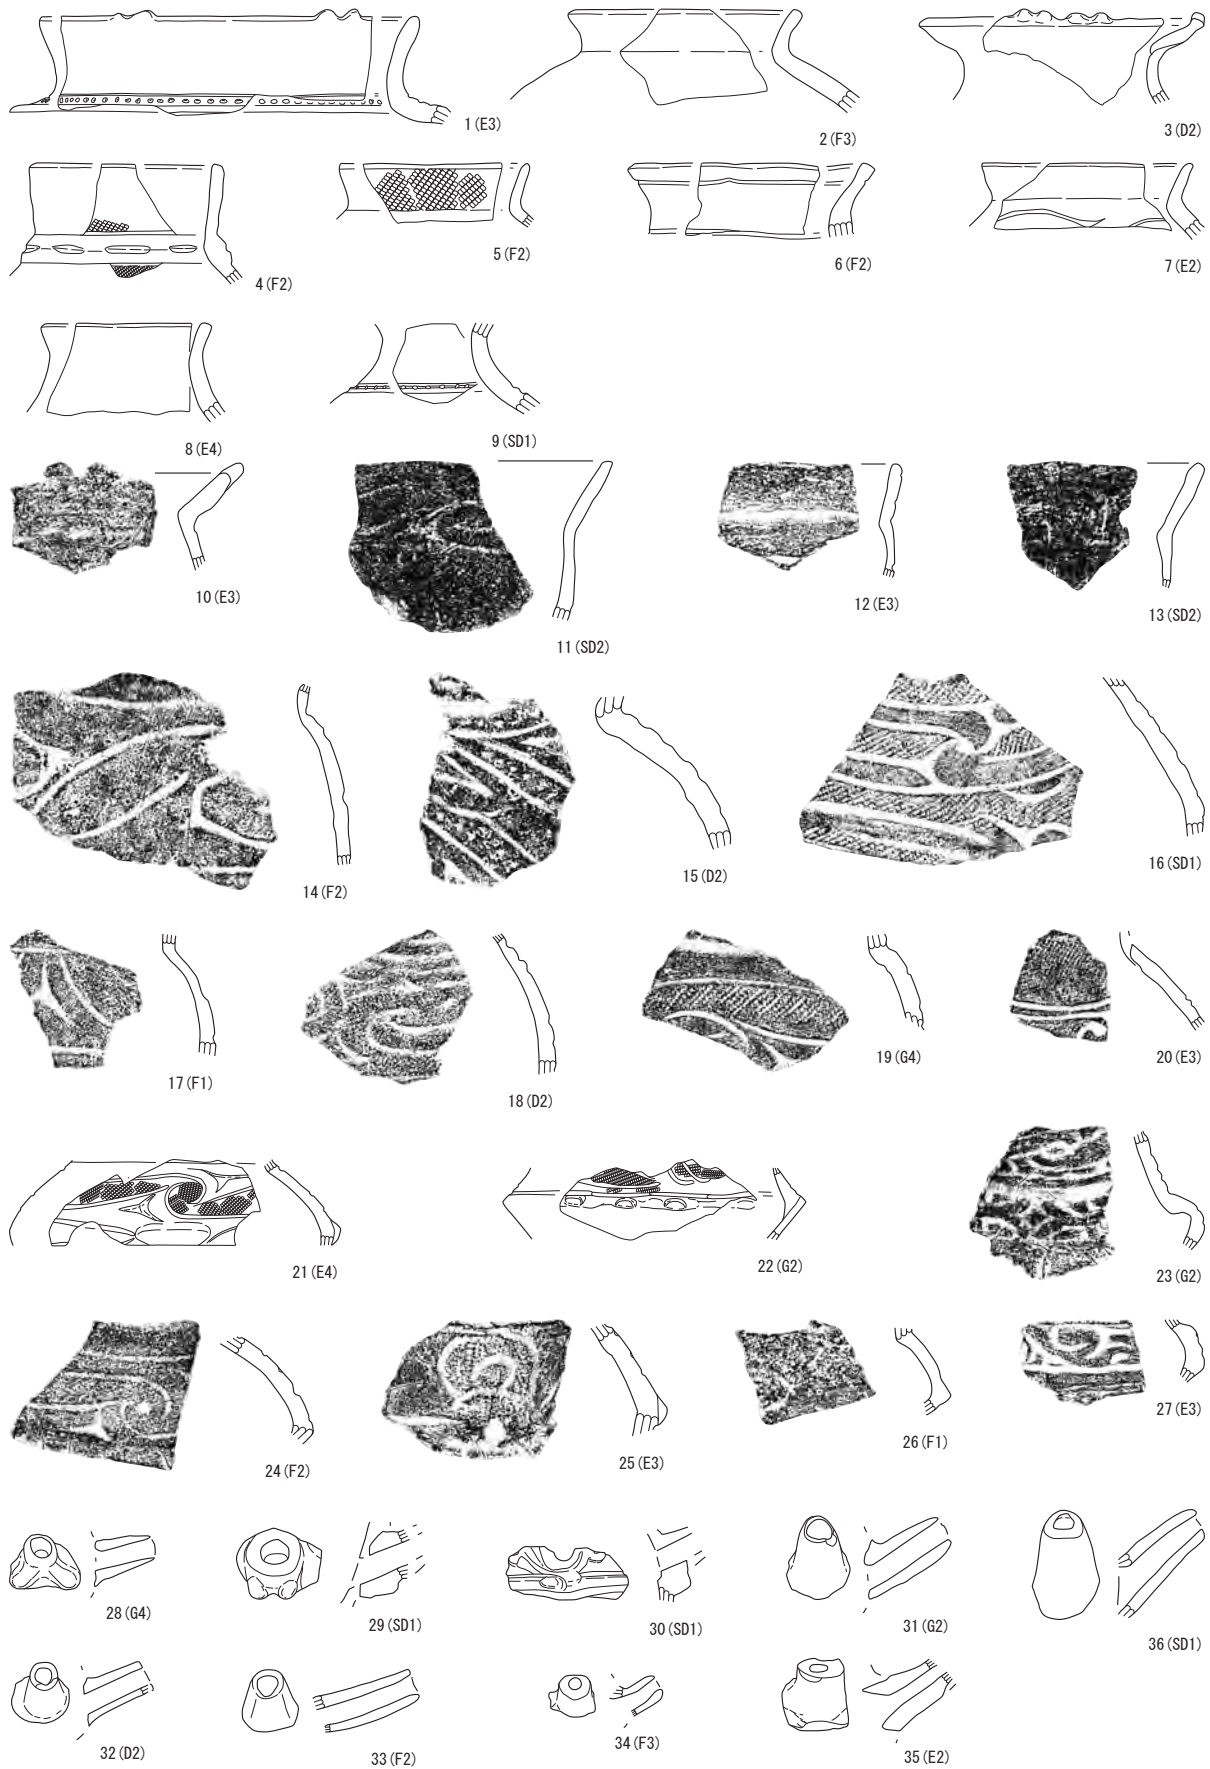 1(E3)
2(F3)
3(D2)
4(F2)
5(F2)
6(F2)
7(E2)
8(E4)
9(SD1)
10(E3)
11(SD2)
12(E3)
13(SD2)
14(F2)
15(D2)
16(SD1)
17(F1)
18(D2)
19(G4)
20(E3)
21(E4)
22(G2)
23(G2)
24(F2)
25(E3)
26(F1)
27(E3)
28(G4)
29(SD1)
30(SD1)
31(G2)
36(SD1)
32(D2)
33(F2)
34(F3)
35(E2)